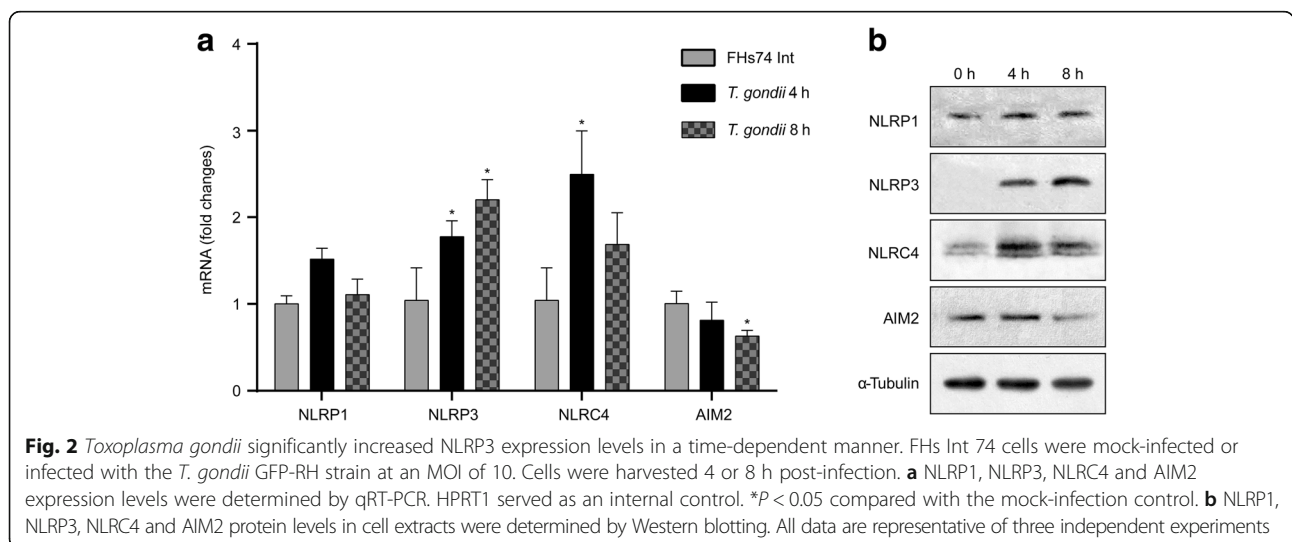 a
4
3
2
1
0
mRNA (fold changes)
FHs74 Int
T. gondii 4 h
T. gondii 8 h
*
*
*
*
NLRP1
NLRP3
NLRC4
AIM2
b
0 h 4 h 8 h
NLRP1
NLRP3
NLRC4
AIM2
α-Tubulin
Fig. 2 Toxoplasma gondii significantly increased NLRP3 expression levels in a time-dependent manner. FHs Int 74 cells were mock-infected or
infected with the T. gondii GFP-RH strain at an MOI of 10. Cells were harvested 4 or 8 h post-infection. a NLRP1, NLRP3, NLRC4 and AIM2
expression levels were determined by qRT-PCR. HPRT1 served as an internal control. *P < 0.05 compared with the mock-infection control. b NLRP1,
NLRP3, NLRC4 and AIM2 protein levels in cell extracts were determined by Western blotting. All data are representative of three independent experiments